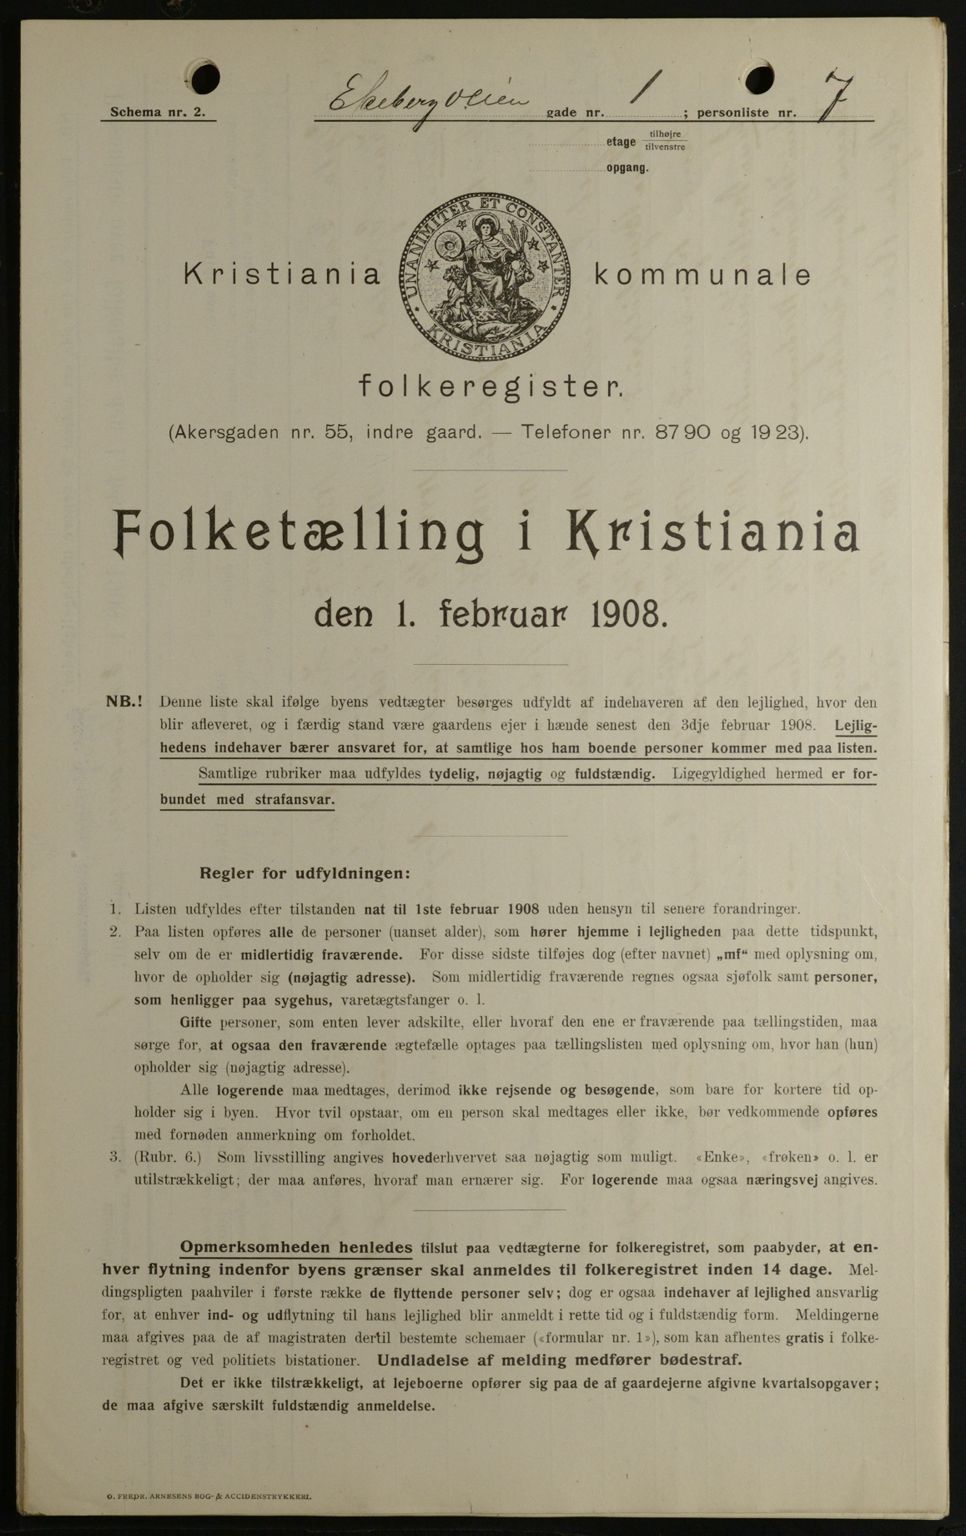 Schema nr. 2.
Ekebergveien gade nr. 1 ; personliste nr. 7
etage tilhøjre
tilvenstre
opgang.
UNANIMITER ET CONSTANTER
KRISTIANIA
Kristiania kommunale
folkeregister.
(Akersgaden nr. 55, indre gaard. — Telefoner nr. 87 90 og 19 23).
Folketælling i Kristiania
den 1. februar 1908.
NB.! Denne liste skal ifølge byens vedtægter besørges udfyldt af indehaveren af den lejlighed, hvor den
blir afleveret, og i færdig stand være gaardens ejer i hænde senest den 3dje februar 1908. Lejlig-
hedens indehaver bærer ansvaret for, at samtlige hos ham boende personer kommer med paa listen.
Samtlige rubriker maa udfyldes tydelig, nøjagtig og fuldstændig. Ligegyldighed hermed er for-
bundet med strafansvar.
Regler for udfyldningen:
1. Listen udfyldes efter tilstanden nat til 1ste februar 1908 uden hensyn til senere forandringer.
2. Paa listen opføres alle de personer (uanset alder), som hører hjemme i lejligheden paa dette tidspunkt,
selv om de er midlertidig fraværende. For disse sidste tilføjes dog (efter navnet) „mf“ med oplysning om,
hvor de opholder sig (nøjagtig adresse). Som midlertidig fraværende regnes ogsaa sjøfolk samt personer,
som henligger paa sygehus, varetægtsfanger o. l.
Gifte personer, som enten lever adskilte, eller hvoraf den ene er fraværende paa tællingstiden, maa
sørge for, at ogsaa den fraværende ægtefælle optages paa tællingslisten med oplysning om, hvor han (hun)
opholder sig (nøjagtig adresse).
Alle logerende maa medtages, derimod ikke rejsende og besøgende, som bare for kortere tid op-
holder sig i byen. Hvor tvil opstaar, om en person skal medtages eller ikke, bør vedkommende opføres
med fornøden anmerkning om forholdet.
3. (Rubr. 6.) Som livsstilling angives hovederhvervet saa nøjagtig som muligt. «Enke», «frøken» o. l. er
utilstrækkeligt; der maa anføres, hvoraf man ernærer sig. For logerende maa ogsaa næringsvej angives.
Opmerksomheden henledes tilslut paa vedtægterne for folkeregistret, som paabyder, at en-
hver flytning indenfor byens grænser skal anmeldes til folkeregistret inden 14 dage. Mel-
dingspligten paahviler i første række de flyttende personer selv; dog er ogsaa indehaver af lejlighed ansvarlig
for, at enhver ind- og udflytning til hans lejlighed blir anmeldt i rette tid og i fuldstændig form. Meldingerne
maa afgives paa de af magistraten dertil bestemte schemaer («formular nr. 1»), som kan afhentes gratis i folke-
registret og ved politiets bistationer. Undladelse af melding medfører bødestraf.
Det er ikke tilstrækkeligt, at lejeboerne opfører sig paa de af gaardejerne afgivne kvartalsopgaver;
de maa afgive særskilt fuldstændig anmeldelse.
O. FREDR. ARNESENS BOG- & ACCIDENSTRYKKERI.